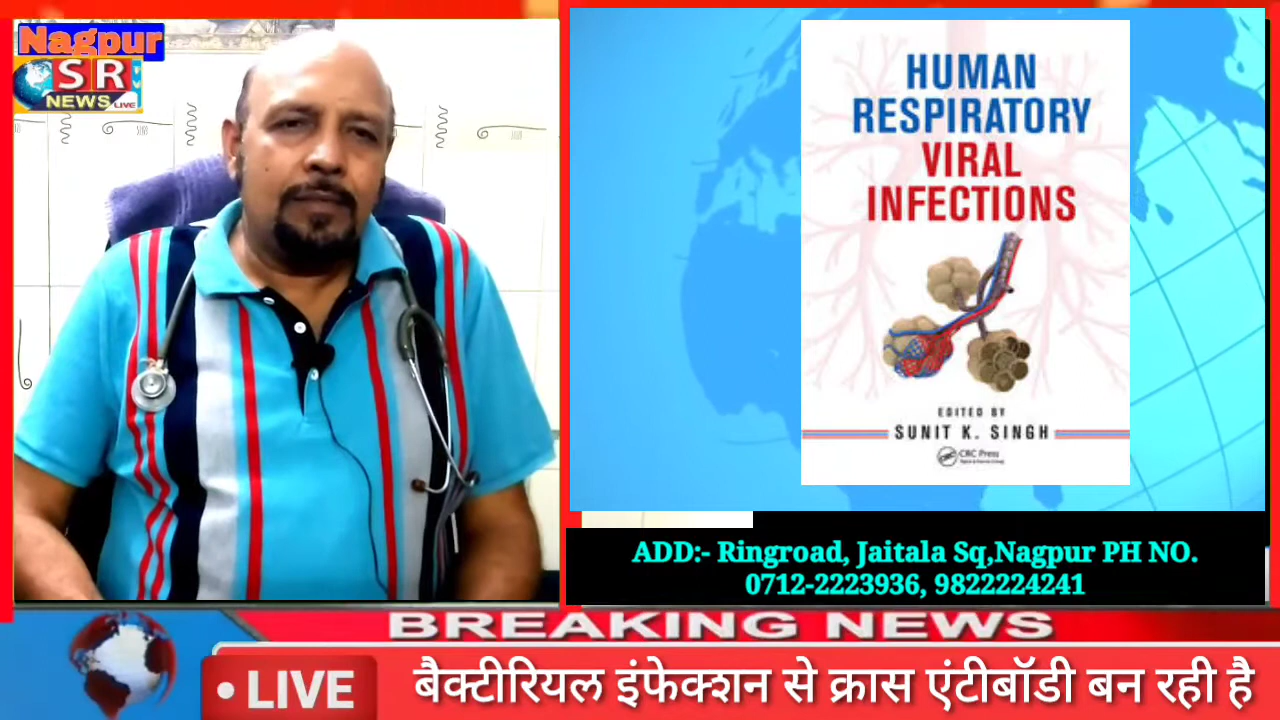 Nagpur
SR
NEWS LIVE
HUMAN
RESPIRATORY
VIRAL
INFECTIONS
EDITED BY
SUNIT K. SINGH
CRC Press
ADD:- Ringroad, Jaitala Sq,Nagpur PH NO.
0712-2223936, 9822224241
BREAKING NEWS
• LIVE
बैक्टीरियल इंफेक्शन से क्रास एंटीबॉडी बन रही है